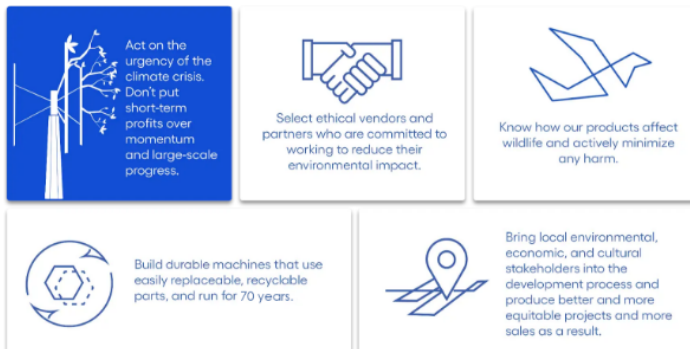 Act on the
urgency of the
climate crisis.
Don't put
short-term
profits over
momentum
and large-scale
progress.
Select ethical vendors and
partners who are committed to
working to reduce their
environmental impact.
Know how our products affect
wildlife and actively minimize
any harm.
Build durable machines that use
easily replaceable, recyclable
parts, and run for 70 years.
Bring local environmental,
economic, and cultural
stakeholders into the
development process and
produce better and more
equitable projects and more
sales as a result.